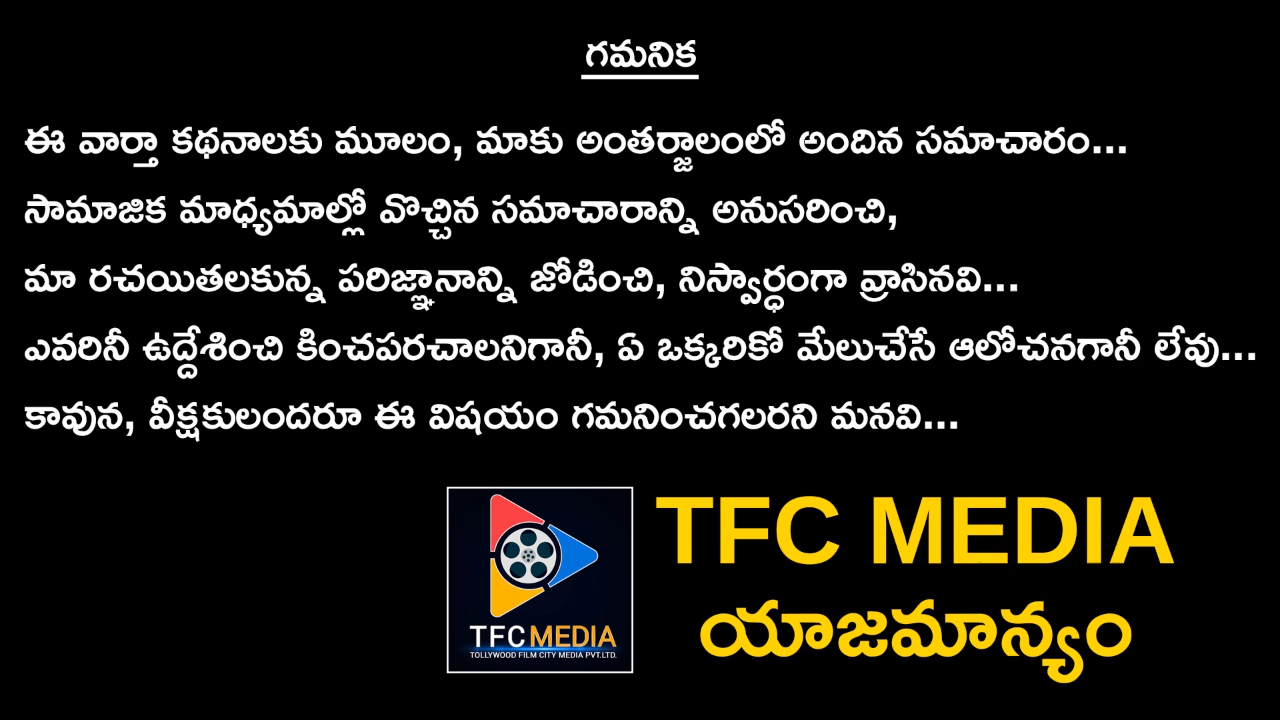 గమనిక
ఈ వార్తా కథనాలకు మూలం, మాకు అంతర్జాలంలో అందిన సమాచారం...
సామాజిక మాధ్యమాల్లో వొచ్చిన సమాచారాన్ని అనుసరించి,
మా రచయితలకున్న పరిజ్ఞానాన్ని జోడించి, నిస్వార్థంగా వ్రాసినవి...
ఎవరినీ ఉద్దేశించి కించపరచాలనిగానీ, ఏ ఒక్కరికో మేలుచేసే ఆలోచనగానీ లేవు...
కావున, వీక్షకులందరూ ఈ విషయం గమనించగలరని మనవి...
TFC MEDIA
యాజమాన్యం
TFC MEDIA
TOLLYWOOD FILM CITY MEDIA PVT.LTD.